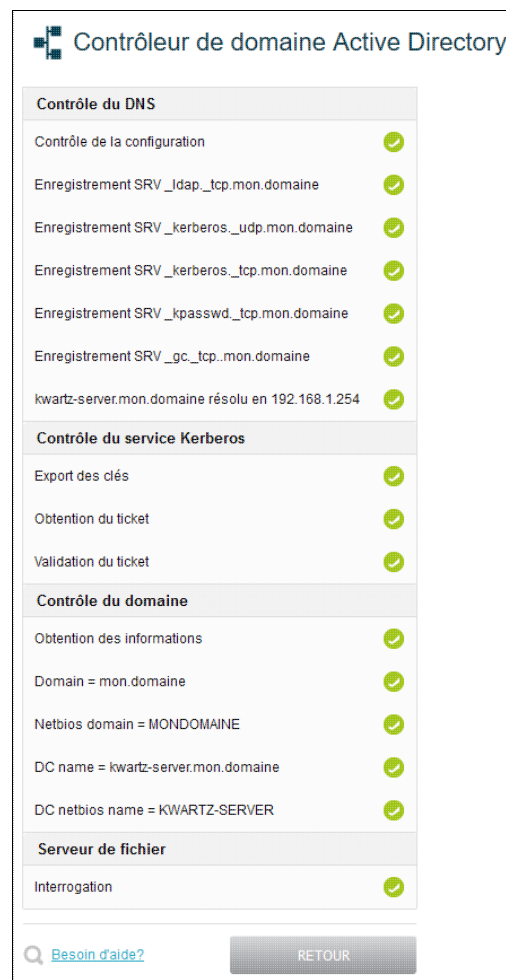 Contrôleur de domaine Active Directory
Contrôle du DNS
Contrôle de la configuration
Enregistrement SRV _ldap._tcp.mon.domaine
Enregistrement SRV _kerberos._udp.mon.domaine
Enregistrement SRV _kerberos._tcp.mon.domaine
Enregistrement SRV _kpasswd._tcp.mon.domaine
Enregistrement SRV _gc._tcp..mon.domaine
kwartz-server.mon.domaine résolu en 192.168.1.254
Contrôle du service Kerberos
Export des clés
Obtention du ticket
Validation du ticket
Contrôle du domaine
Obtention des informations
Domain = mon.domaine
Netbios domain = MONDOMAINE
DC name = kwartz-server.mon.domaine
DC netbios name = KWARTZ-SERVER
Serveur de fichier
Interrogation
Besoin d'aide?
RETOUR